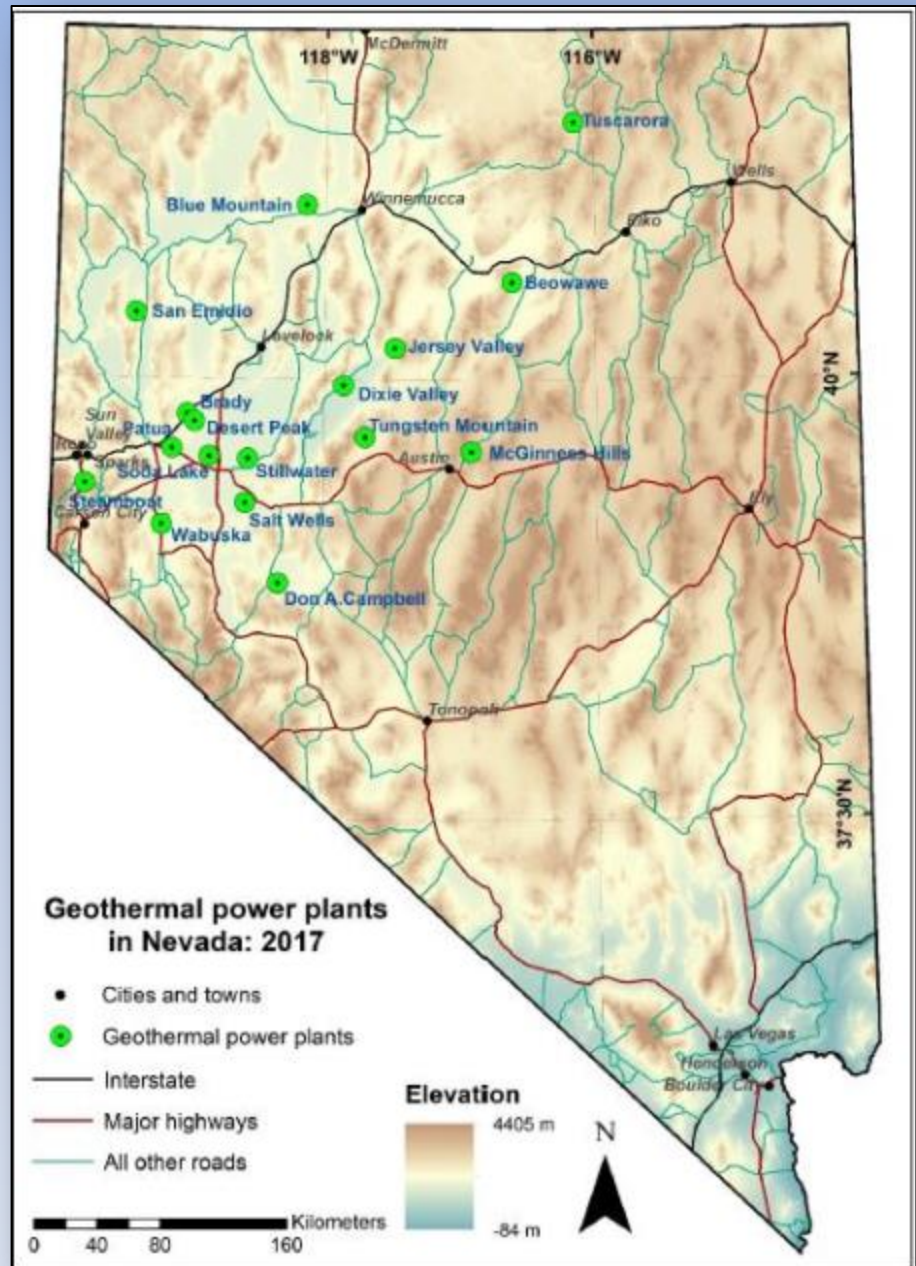 McDermitt
118°W
116°W
Tuscarora
Wells
Blue Mountain
Winnemucca
Elko
Beowawe
San Emidio
Lovelock
Jersey Valley
40°N
Dixie Valley
Brady
Sun
Valley
Patua
Desert Peak
Tungsten Mountain
Reno
Sparks
Austin
McGinness Hills
Soda Lake
Stillwater
Steamboat
Ely
Carson City
Salt Wells
Wabuska
Don A.Campbell
Tonopah
37°30'N
Geothermal power plants
in Nevada: 2017
Cities and towns
Geothermal power plants
Interstate
Major highways
All other roads
Kilometers
0 40 80 160
Elevation
4405 m
-84 m
N
Las Vegas
Henderson
Boulder City